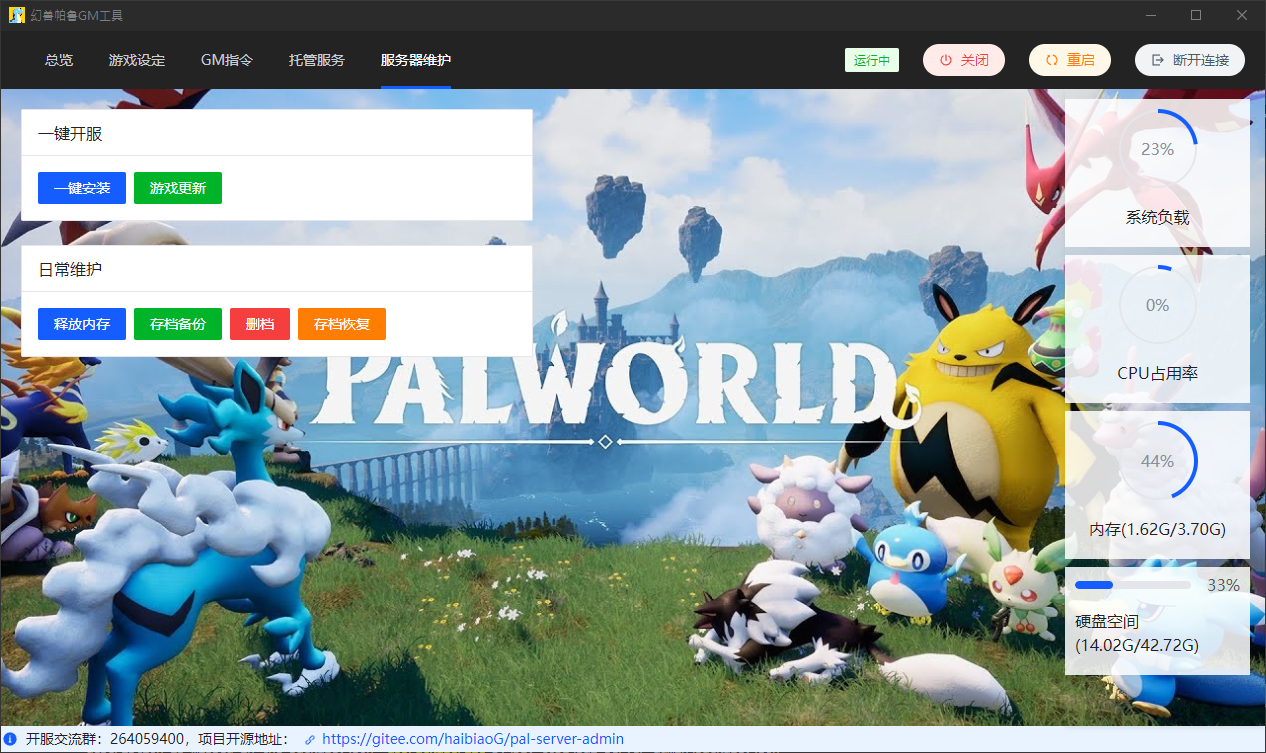 幻兽帕鲁GM工具
总览 游戏设定 GM指令 托管服务 服务器维护 运行中 关闭 重启 断开连接
一键开服
一键安装 游戏更新
日常维护
释放内存 存档备份 删档 存档恢复
PALWORLD
23%
系统负载
0%
CPU占用率
44%
内存(1.62G/3.70G)
33%
硬盘空间
(14.02G/42.72G)
开服交流群：264059400，项目开源地址： https://gitee.com/haibiaoG/pal-server-admin